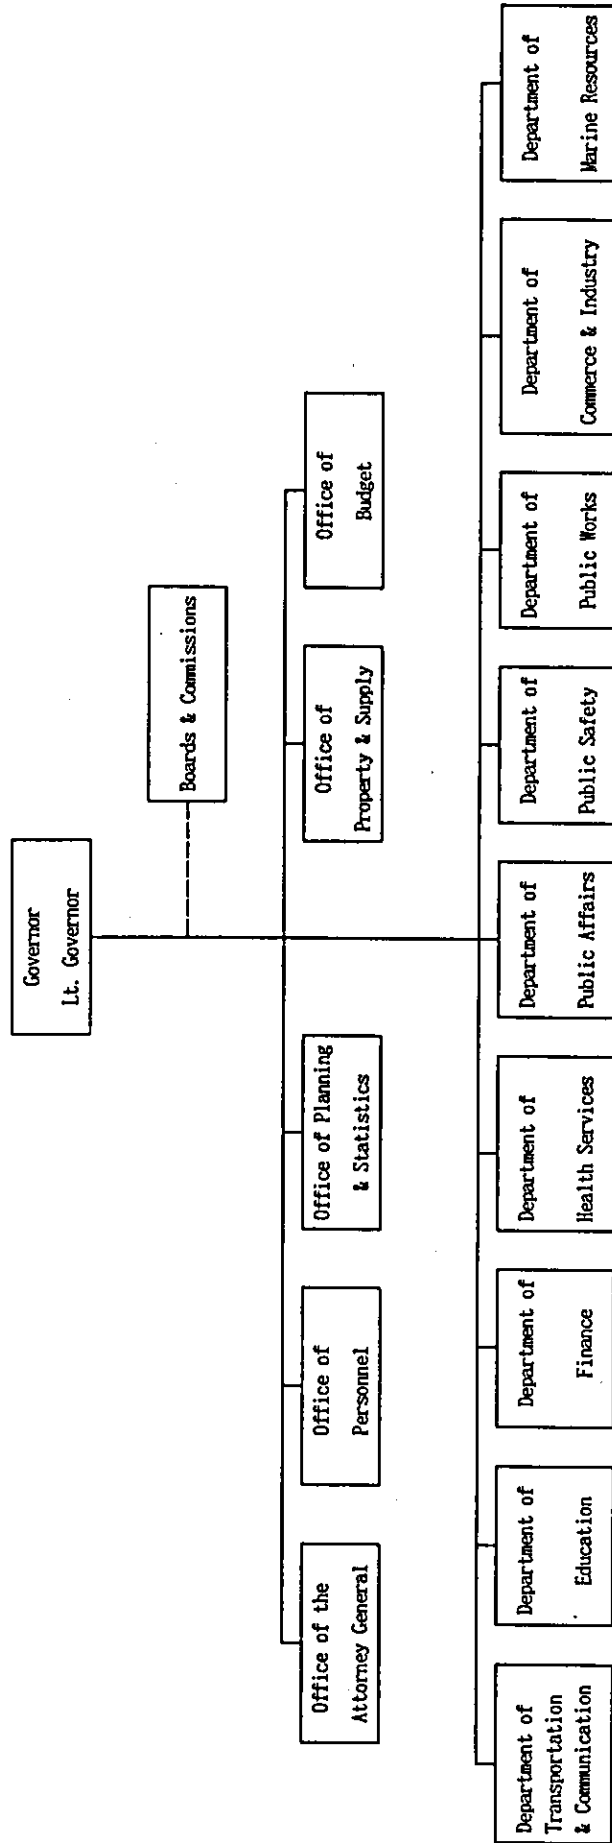 Governor
Lt. Governor
Boards & Commissions
Office of the
Attorney General
Office of
Personnel
Office of Planning
& Statistics
Office of
Property & Supply
Office of
Budget
Department of
Transportation
& Communication
Department of
Education
Department of
Finance
Department of
Health Services
Department of
Public Affairs
Department of
Public Safety
Department of
Public Works
Department of
Commerce & Industry
Department of
Marine Resources